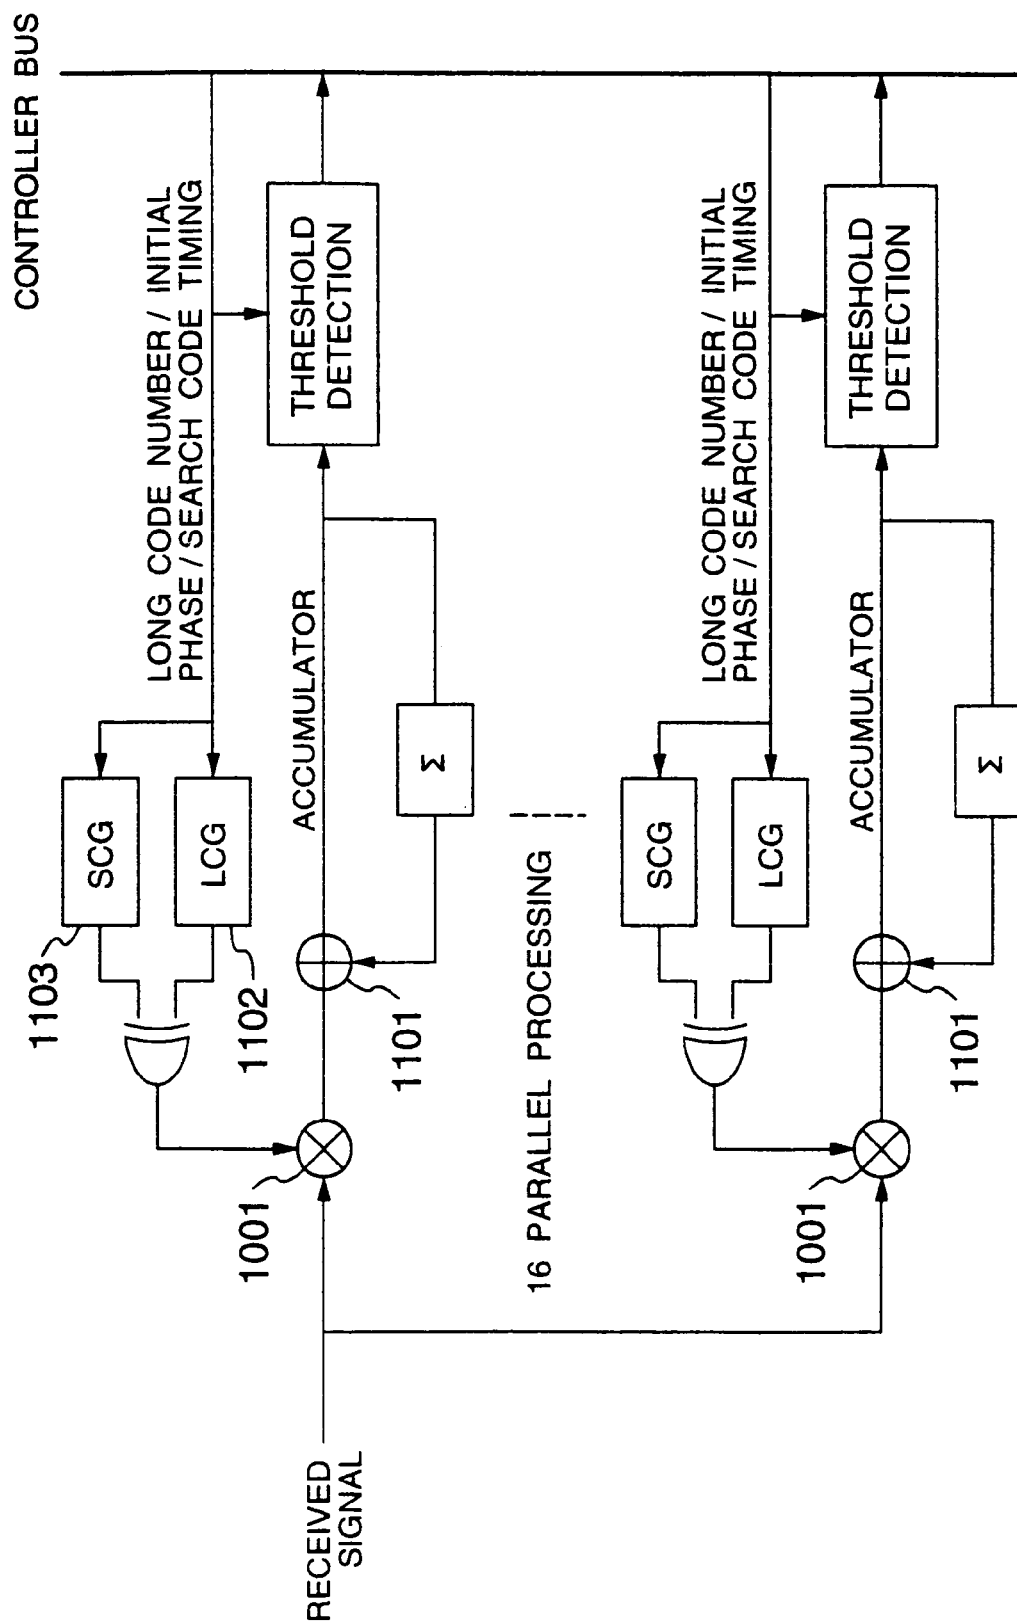 CONTROLLER BUS
LONG CODE NUMBER / INITIAL
PHASE / SEARCH CODE TIMING
1103
SCG
LCG
1102
ACCUMULATOR
THRESHOLD
DETECTION
Σ
1101
1001
RECEIVED
SIGNAL
16 PARALLEL PROCESSING
LONG CODE NUMBER / INITIAL
PHASE / SEARCH CODE TIMING
SCG
LCG
ACCUMULATOR
THRESHOLD
DETECTION
Σ
1101
1001